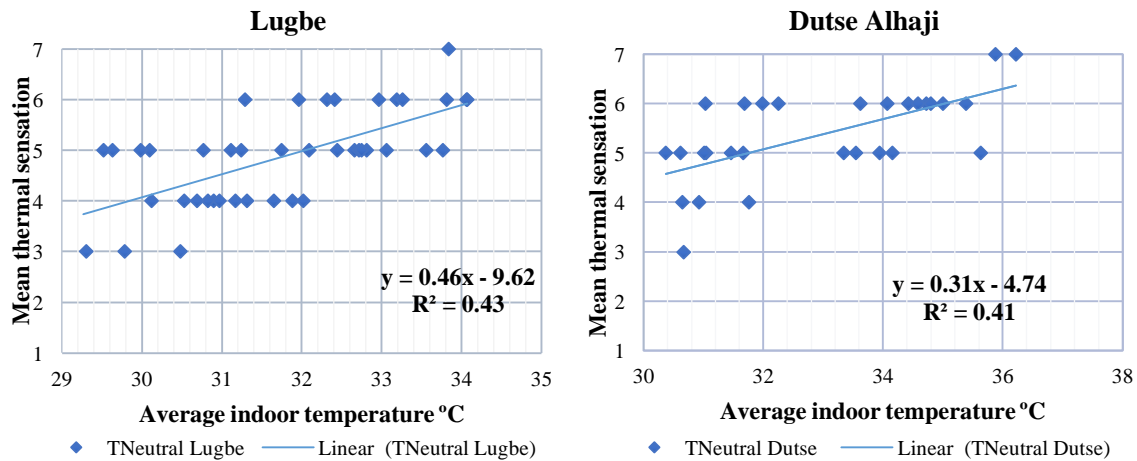 Lugbe
Mean thermal sensation
7
6
5
4
3
2
1
y = 0.46x - 9.62
R² = 0.43
29 30 31 32 33 34 35
Average indoor temperature ºC
TNeutral Lugbe Linear (TNeutral Lugbe)
Dutse Alhaji
Mean thermal sensation
7
6
5
4
3
2
1
y = 0.31x - 4.74
R² = 0.41
30 32 34 36 38
Average indoor temperature ºC
TNeutral Dutse Linear (TNeutral Dutse)